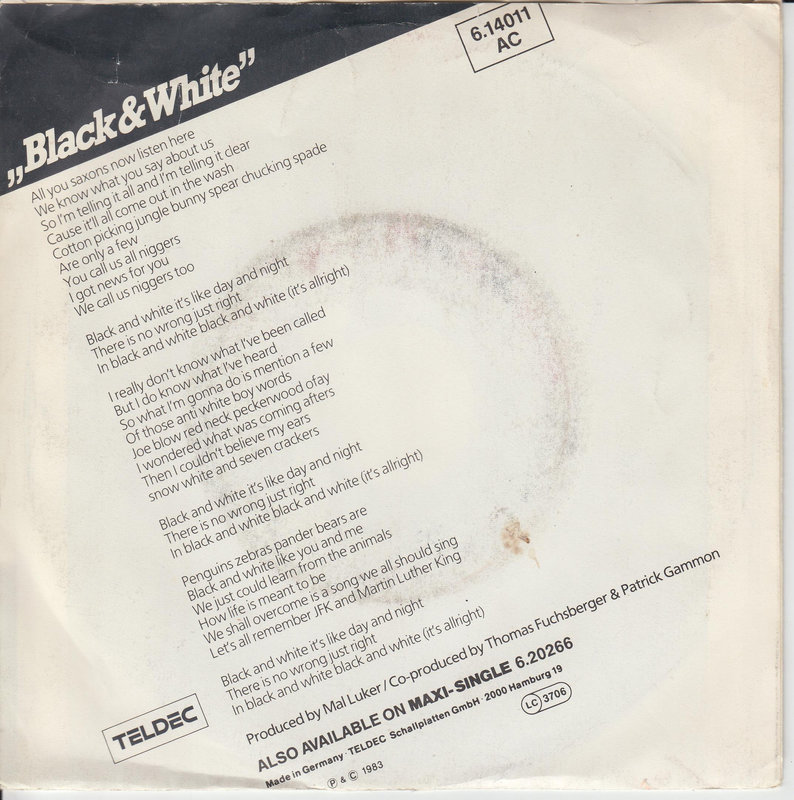 6.14011
AC
„Black&White”
All you saxons now listen here
We know what you say about us
So I'm telling it all and I'm telling it clear
Cause it'll all come out in the wash
Cotton picking jungle bunny spear chucking spade
Are only a few
You call us all niggers
I got news for you
We call us niggers too
Black and white it's like day and night
There is no wrong just right
In black and white black and white (it's allright)
I really don't know what I've been called
But I do know what I've heard
So what I'm gonna do is mention a few
Of those anti white boy words
Joe blow red neck peckerwood ofay
I wondered what was coming afters
Then I couldn't believe my ears
snow white and seven crackers
Black and white it's like day and night
There is no wrong just right
In black and white black and white (it's allright)
Penguins zebras pander bears are
Black and white like you and me
We just could learn from the animals
How life is meant to be
We shall overcome is a song we all should sing
Let's all remember JFK and Martin Luther King
Black and white it's like day and night
There is no wrong just right
In black and white black and white (it's allright)
Produced by Mal Luker / Co-produced by Thomas Fuchsberger & Patrick Gammon
TELDEC
ALSO AVAILABLE ON MAXI-SINGLE 6.20266
Made in Germany · TELDEC Schallplatten GmbH · 2000 Hamburg 19
LC 3706
Ⓟ & © 1983